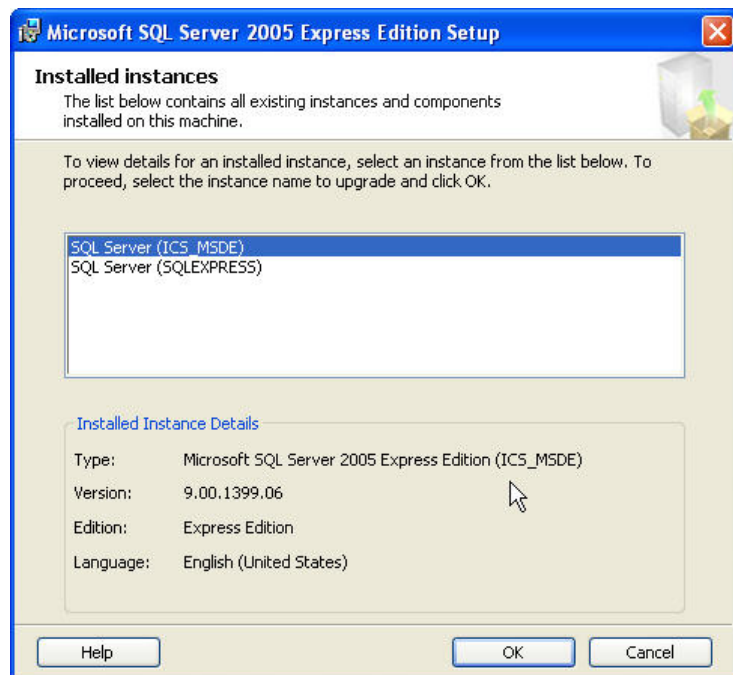 Microsoft SQL Server 2005 Express Edition Setup
Installed instances
The list below contains all existing instances and components
installed on this machine.
To view details for an installed instance, select an instance from the list below. To
proceed, select the instance name to upgrade and click OK.
SQL Server (ICS_MSDE)
SQL Server (SQLEXPRESS)
Installed Instance Details
Type: Microsoft SQL Server 2005 Express Edition (ICS_MSDE)
Version: 9.00.1399.06
Edition: Express Edition
Language: English (United States)
Help OK Cancel